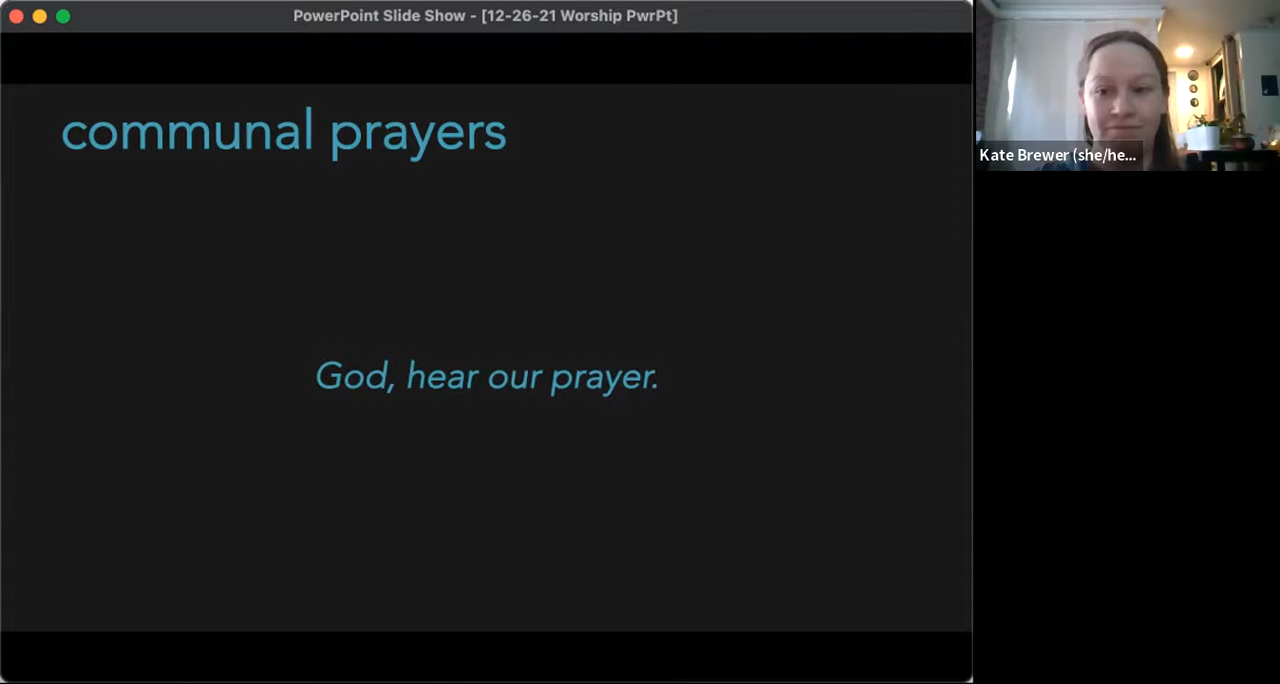 PowerPoint Slide Show - [12-26-21 Worship PwrPt]
communal prayers
God, hear our prayer.
Kate Brewer (she/he...